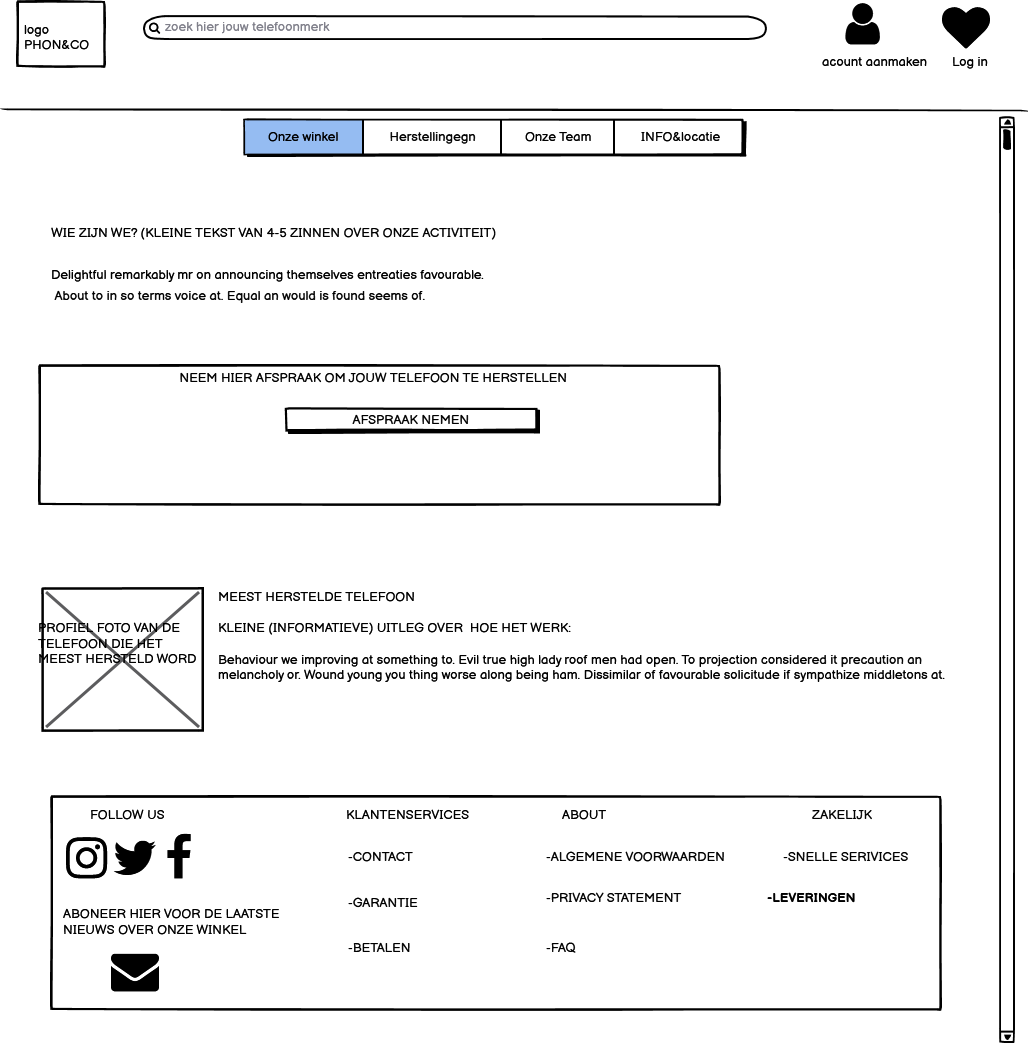 logo
PHON&CO
zoek hier jouw telefoonmerk
acount aanmaken
Log in
Onze winkel
Herstellingegn
Onze Team
INFO&locatie
WIE ZIJN WE? (KLEINE TEKST VAN 4-5 ZINNEN OVER ONZE ACTIVITEIT)
Delightful remarkably mr on announcing themselves entreaties favourable.
About to in so terms voice at. Equal an would is found seems of.
NEEM HIER AFSPRAAK OM JOUW TELEFOON TE HERSTELLEN
AFSPRAAK NEMEN
PROFIEL FOTO VAN DE
TELEFOON DIE HET
MEEST HERSTELD WORD
MEEST HERSTELDE TELEFOON
KLEINE (INFORMATIEVE) UITLEG OVER  HOE HET WERK:
Behaviour we improving at something to. Evil true high lady roof men had open. To projection considered it precaution an
melancholy or. Wound young you thing worse along being ham. Dissimilar of favourable solicitude if sympathize middletons at.
FOLLOW US
ABONEER HIER VOOR DE LAATSTE
NIEUWS OVER ONZE WINKEL
KLANTENSERVICES
-CONTACT
-GARANTIE
-BETALEN
ABOUT
-ALGEMENE VOORWAARDEN
-PRIVACY STATEMENT
-FAQ
ZAKELIJK
-SNELLE SERIVICES
-LEVERINGEN